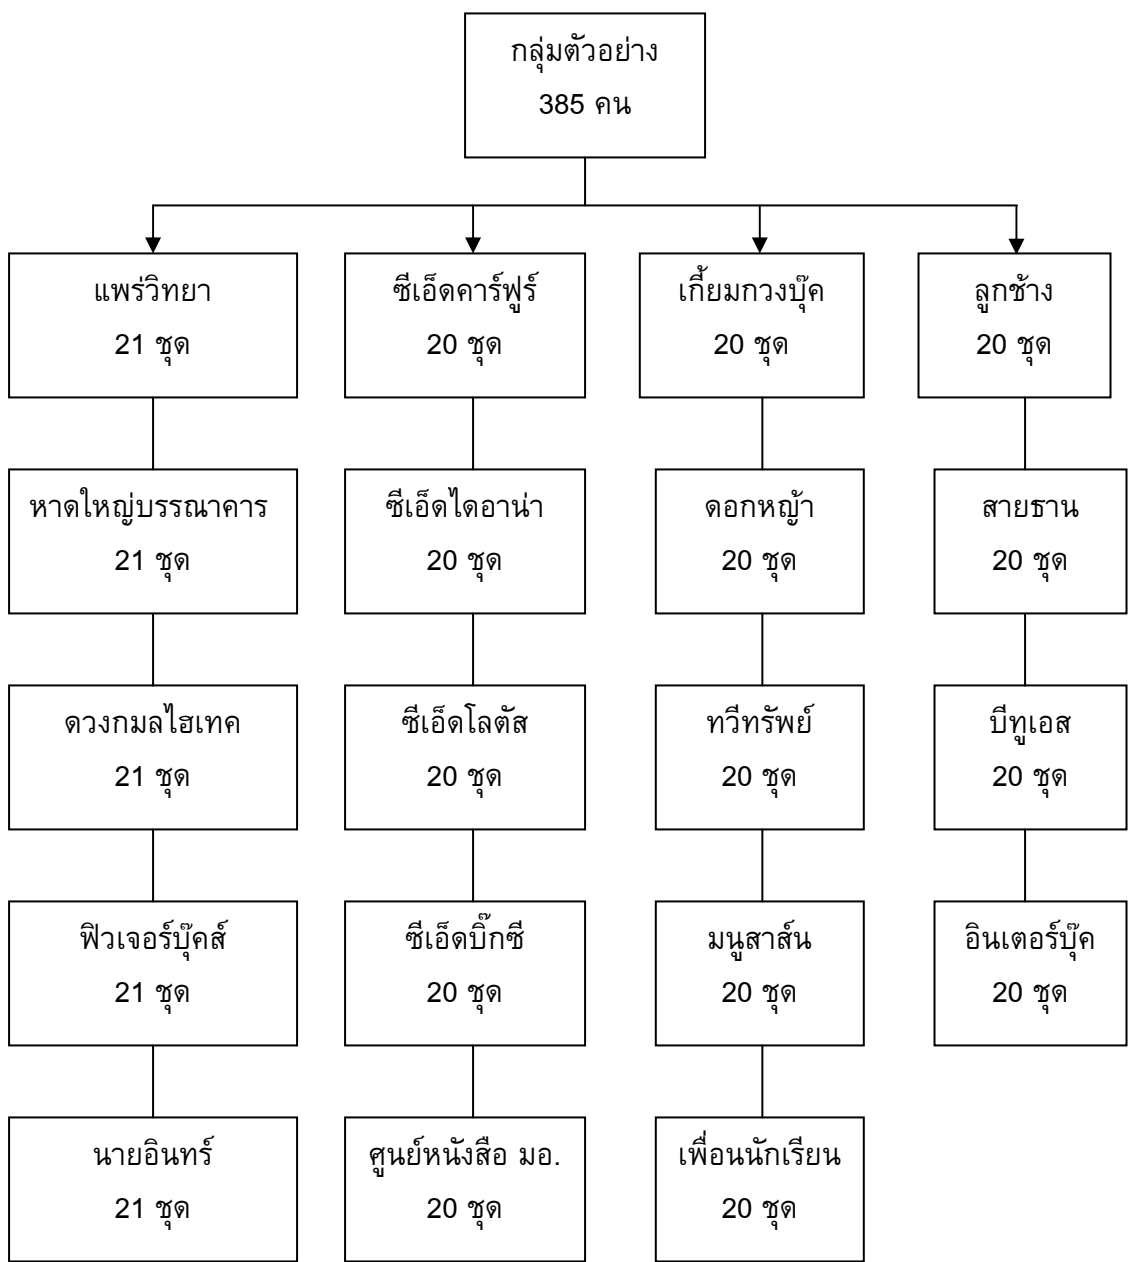 กลุ่มตัวอย่าง
385 คน
แพร่วิทยา
21 ชุด
ซีเอ็ดคาร์ฟูร์
20 ชุด
เกี้ยมกวงบุ๊ค
20 ชุด
ลูกช้าง
20 ชุด
หาดใหญ่บรรณาคาร
21 ชุด
ซีเอ็ดไดอาน่า
20 ชุด
ดอกหญ้า
20 ชุด
สายธาน
20 ชุด
ดวงกมลไฮเทค
21 ชุด
ซีเอ็ดโลตัส
20 ชุด
ทวีทรัพย์
20 ชุด
บีทูเอส
20 ชุด
ฟิวเจอร์บุ๊คส์
21 ชุด
ซีเอ็ดบิ๊กซี
20 ชุด
มนูสาส์น
20 ชุด
อินเตอร์บุ๊ค
20 ชุด
นายอินทร์
21 ชุด
ศูนย์หนังสือ มอ.
20 ชุด
เพื่อนนักเรียน
20 ชุด